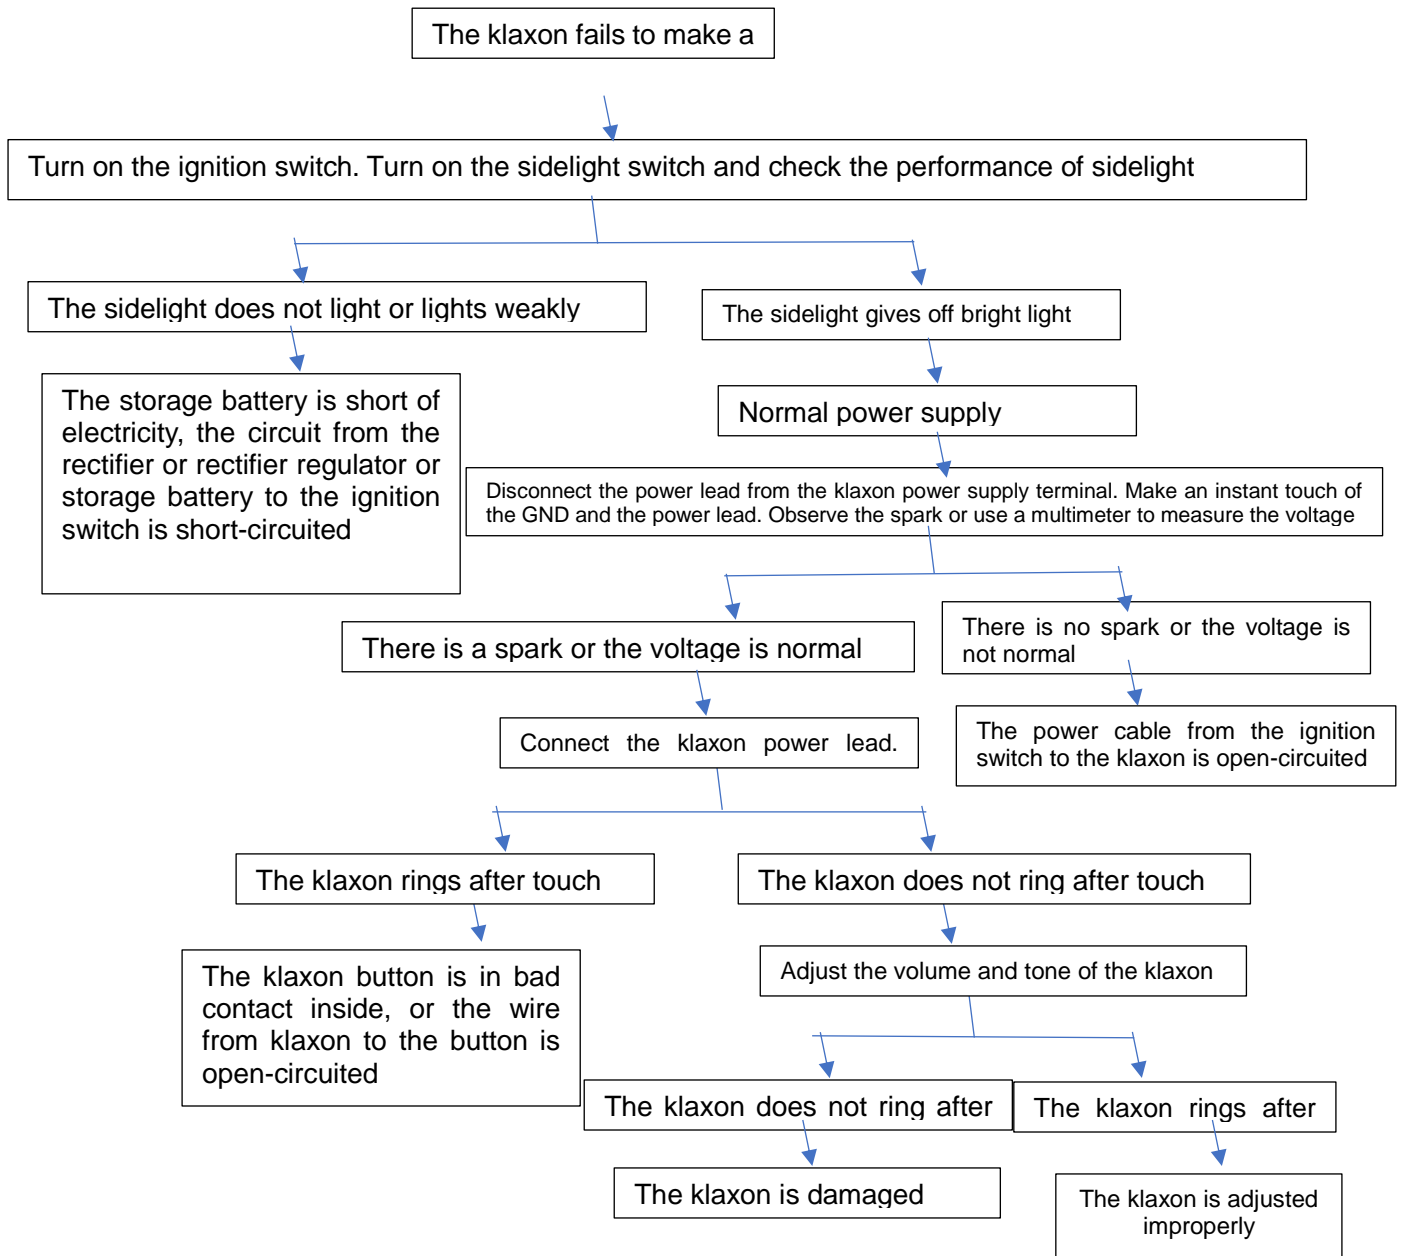 The klaxon fails to make a
Turn on the ignition switch. Turn on the sidelight switch and check the performance of sidelight
The sidelight does not light or lights weakly
The sidelight gives off bright light
The storage battery is short of
electricity, the circuit from the
rectifier or rectifier regulator or
storage battery to the ignition
switch is short-circuited
Normal power supply
Disconnect the power lead from the klaxon power supply terminal. Make an instant touch of
the GND and the power lead. Observe the spark or use a multimeter to measure the voltage
There is a spark or the voltage is normal
There is no spark or the voltage is
not normal
Connect the klaxon power lead.
The power cable from the ignition
switch to the klaxon is open-circuited
The klaxon rings after touch
The klaxon does not ring after touch
The klaxon button is in bad
contact inside, or the wire
from klaxon to the button is
open-circuited
Adjust the volume and tone of the klaxon
The klaxon does not ring after
The klaxon rings after
The klaxon is damaged
The klaxon is adjusted
improperly